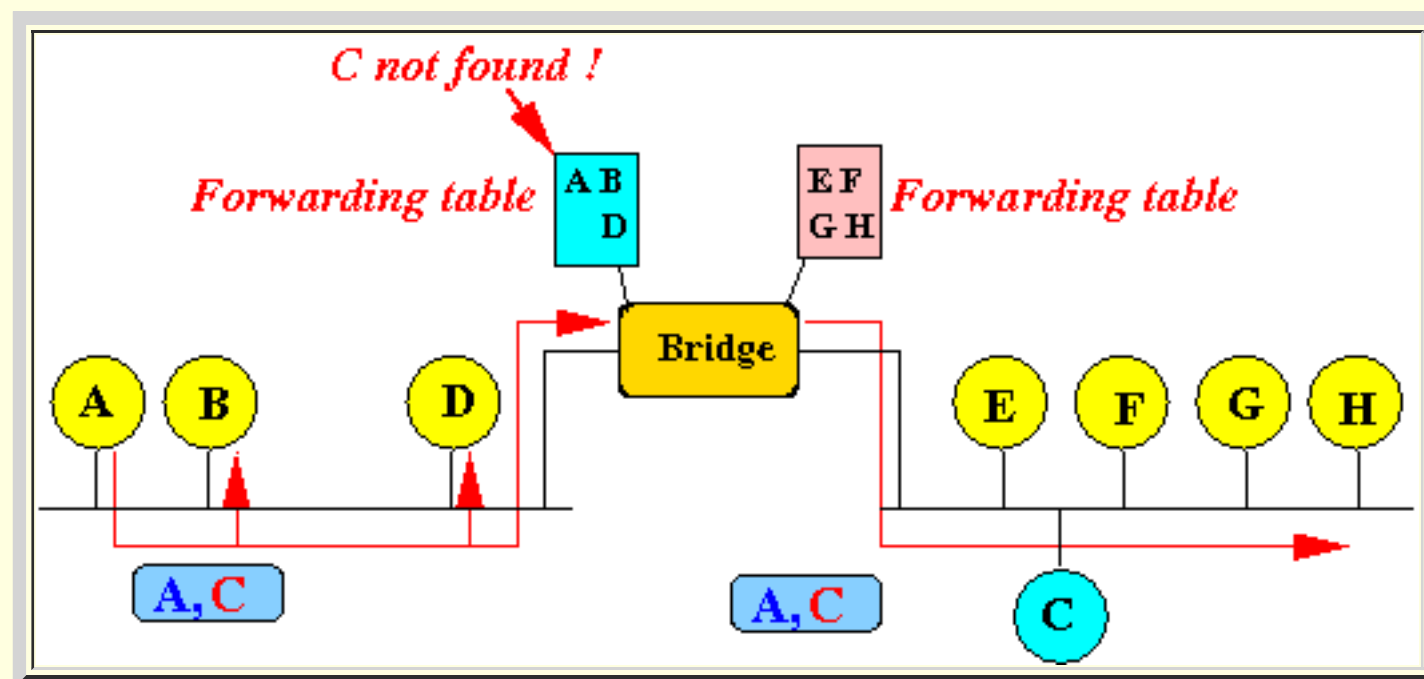 C not found !
Forwarding table
A B
D
E F
G H
Forwarding table
Bridge
A
B
D
E
F
G
H
A, C
A, C
C